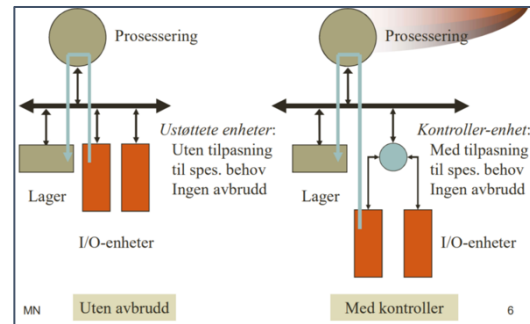 Prosessering
Ustøttete enheter:
Uten tilpasning
til spes. behov
Ingen avbrudd
Lager
I/O-enheter
Uten avbrudd
MN
Prosessering
Kontroller-enhet:
Med tilpasning
til spes. behov
Ingen avbrudd
Lager
I/O-enheter
Med kontroller
6